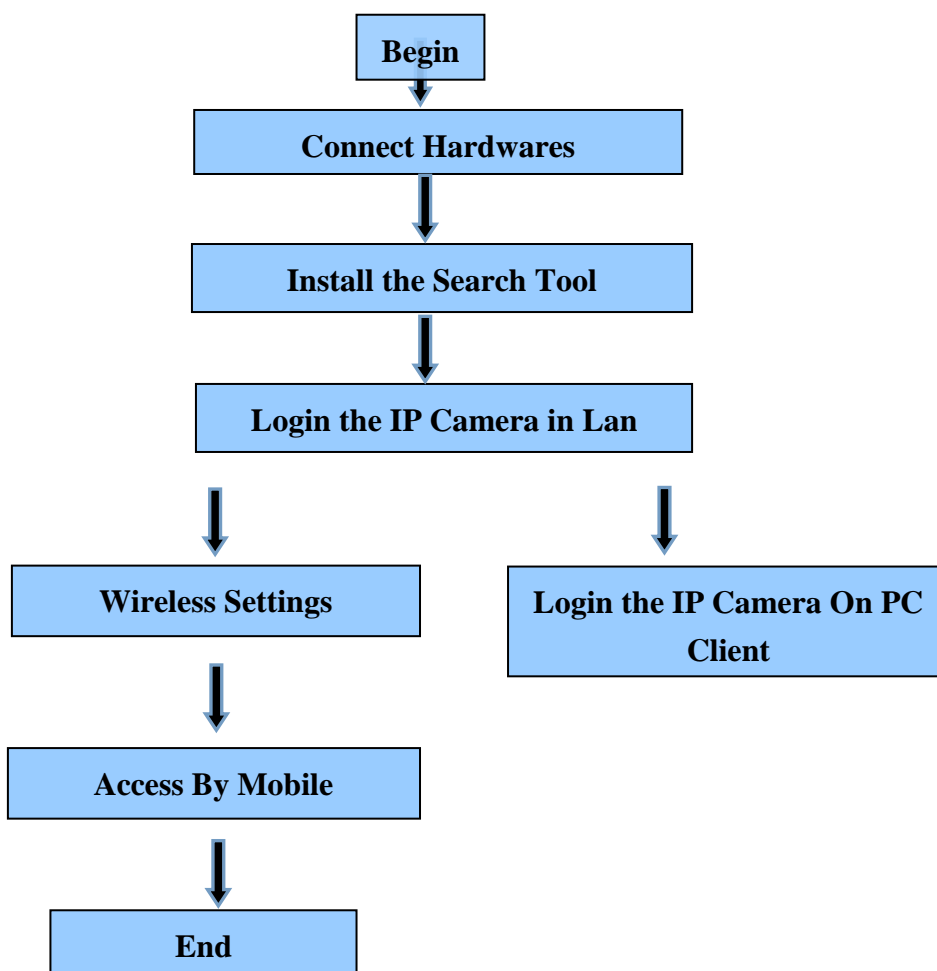 Begin
Connect Hardwares
Install the Search Tool
Login the IP Camera in Lan
Wireless Settings
Login the IP Camera On PC
Client
Access By Mobile
End